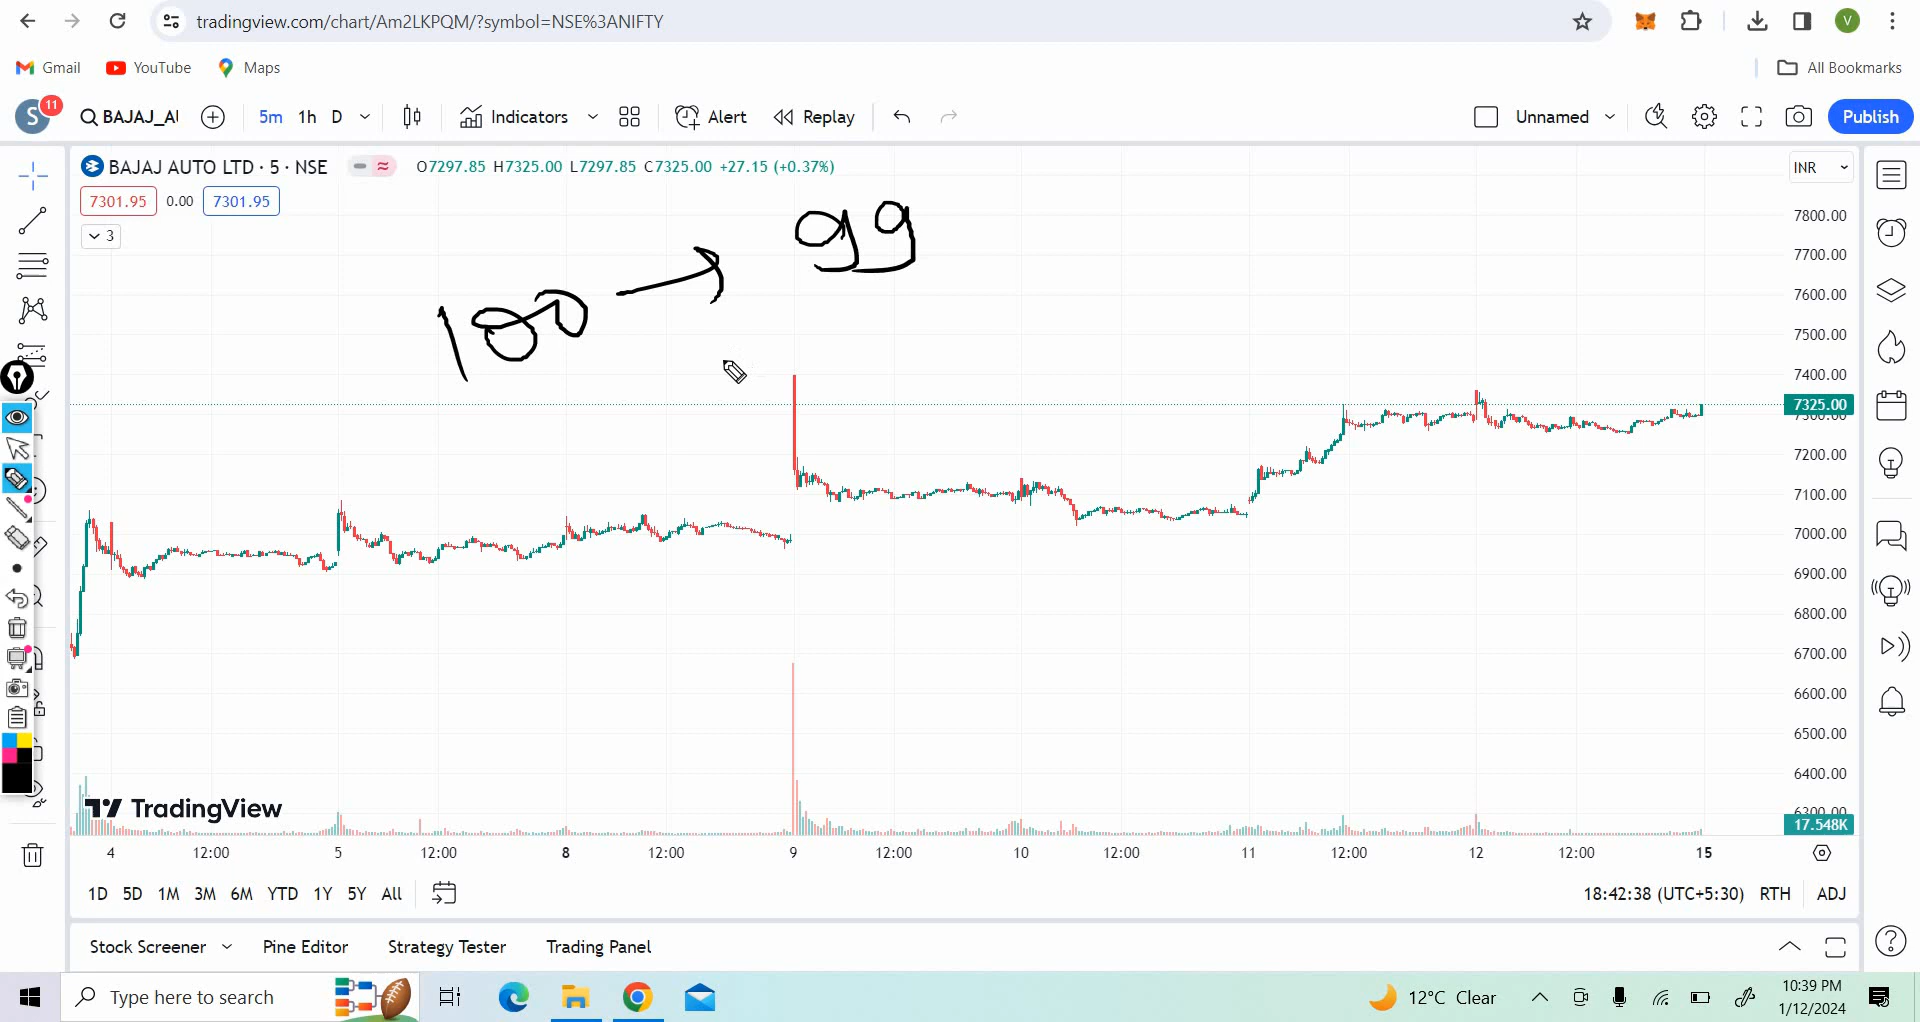 tradingview.com/chart/Am2LKPQM/?symbol=NSE%3ANIFTY
V
Gmail YouTube Maps All Bookmarks
S 11 BAJAJ_AU 5m 1h D Indicators Alert Replay Unnamed Publish
BAJAJ AUTO LTD · 5 · NSE O7297.85 H7325.00 L7297.85 C7325.00 +27.15 (+0.37%) INR
7301.95 0.00 7301.95
3
100 → 99
7800.00
7700.00
7600.00
7500.00
7400.00
7325.00
7300.00
7200.00
7100.00
7000.00
6900.00
6800.00
6700.00
6600.00
6500.00
6400.00
6300.00
17.548K
TradingView
4 12:00 5 12:00 8 12:00 9 12:00 10 12:00 11 12:00 12 12:00 15
1D 5D 1M 3M 6M YTD 1Y 5Y All 18:42:38 (UTC+5:30) RTH ADJ
Stock Screener Pine Editor Strategy Tester Trading Panel
Type here to search 12°C Clear 10:39 PM
1/12/2024